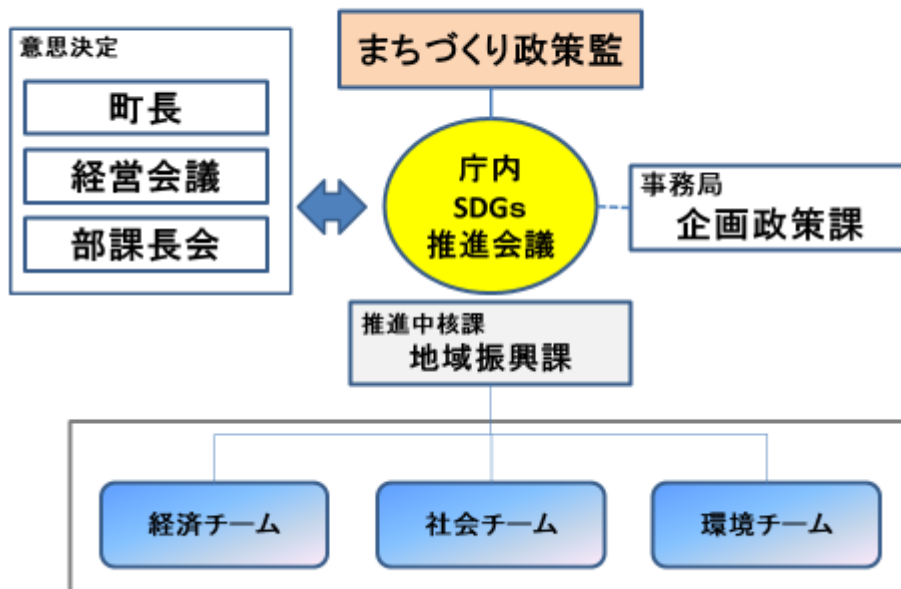 まちづくり政策監
意思決定
町長
経営会議
部課長会
庁内
SDGs
推進会議
事務局
企画政策課
推進中核課
地域振興課
経済チーム
社会チーム
環境チーム